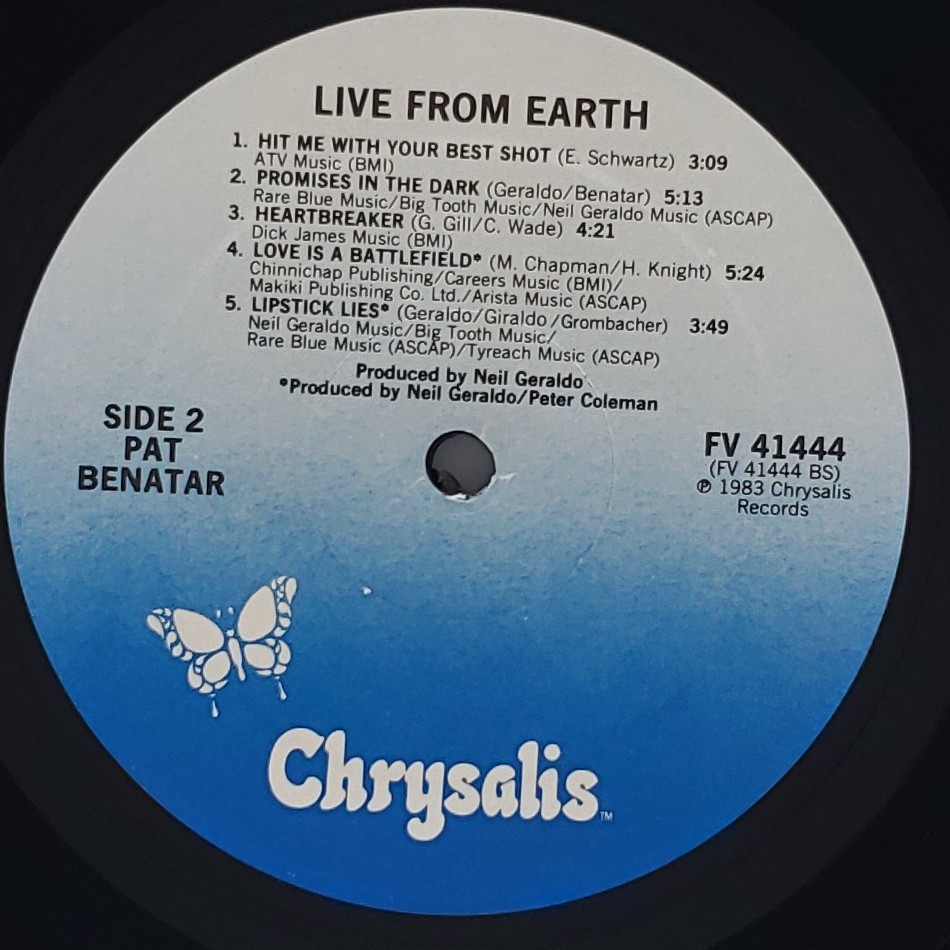 LIVE FROM EARTH
1. HIT ME WITH YOUR BEST SHOT (E. Schwartz) 3:09
ATV Music (BMI)
2. PROMISES IN THE DARK (Geraldo/Benatar) 5:13
Rare Blue Music/Big Tooth Music/Neil Geraldo Music (ASCAP)
3. HEARTBREAKER (G. Gill/C. Wade) 4:21
Dick James Music (BMI)
4. LOVE IS A BATTLEFIELD* (M. Chapman/H. Knight) 5:24
Chinnichap Publishing/Careers Music (BMI)/
Makiki Publishing Co. Ltd./Arista Music (ASCAP)
5. LIPSTICK LIES* (Geraldo/Giraldo/Grombacher) 3:49
Neil Geraldo Music/Big Tooth Music/
Rare Blue Music (ASCAP)/Tyreach Music (ASCAP)
Produced by Neil Geraldo
*Produced by Neil Geraldo/Peter Coleman
SIDE 2
PAT
BENATAR
FV 41444
(FV 41444 BS)
℗ 1983 Chrysalis
Records
Chrysalis™